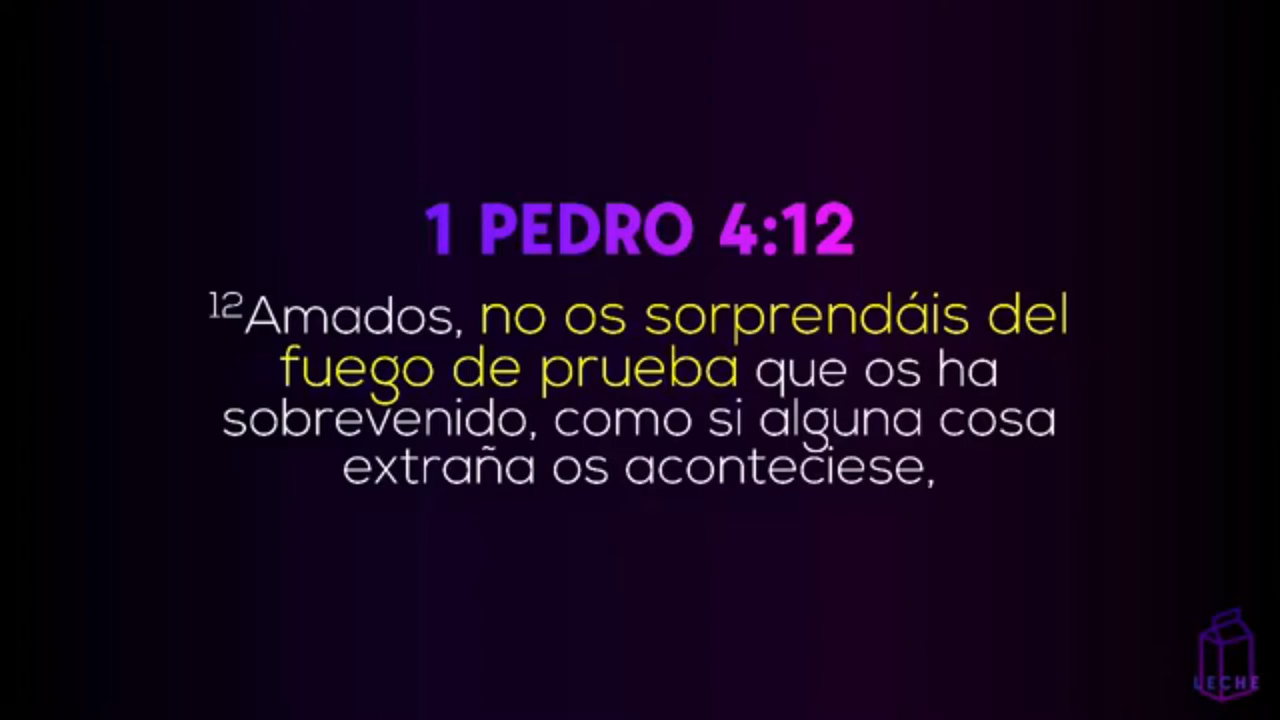 1 PEDRO 4:12
12Amados, no os sorprendáis del
fuego de prueba que os ha
sobrevenido, como si alguna cosa
extraña os aconteciese,
LECHE